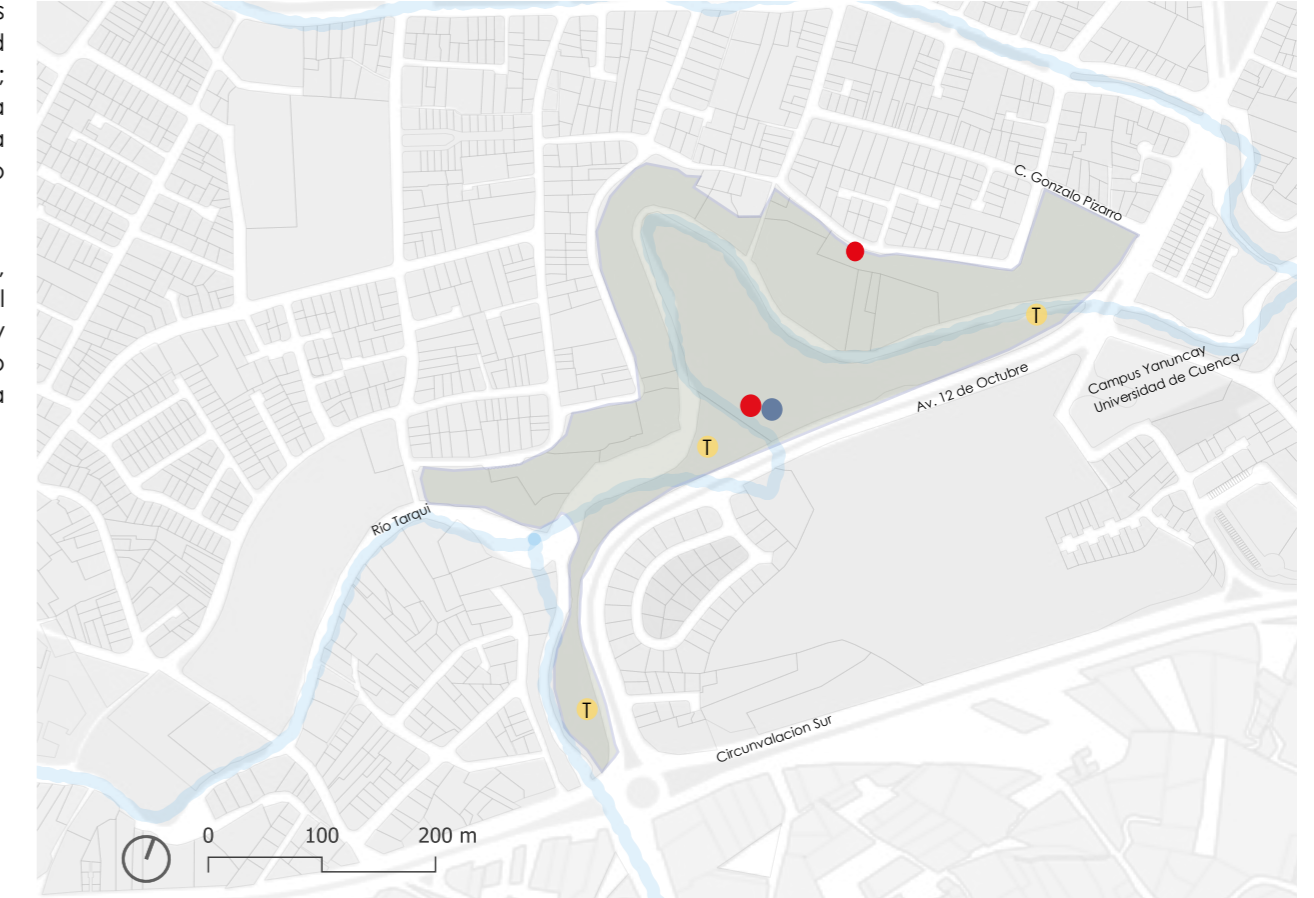 s
d
;
a
a
o
,
l
y
o
a
C. Gonzalo Pizarro
T
Av. 12 de Octubre
Campus Yanuncay
Universidad de Cuenca
T
Río Tarqui
T
Circunvalacion Sur
0 100 200 m